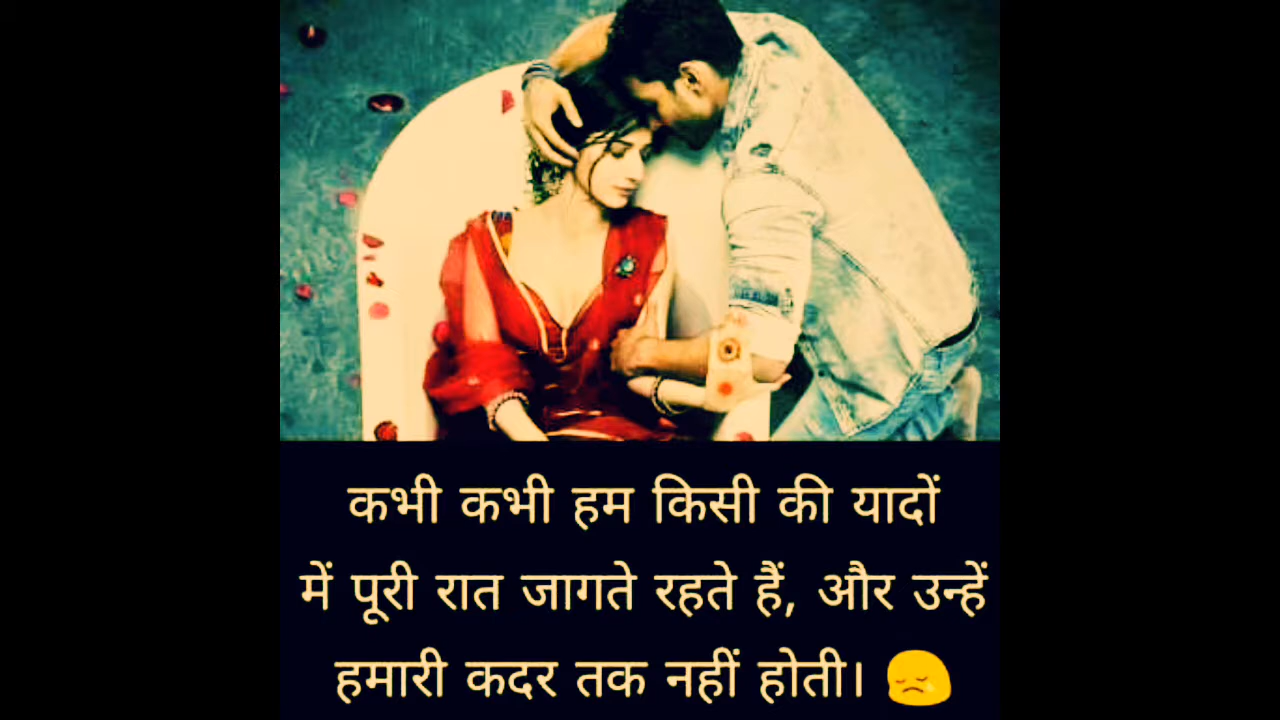 कभी कभी हम किसी की यादों
में पूरी रात जागते रहते हैं, और उन्हें
हमारी कदर तक नहीं होती। 😢